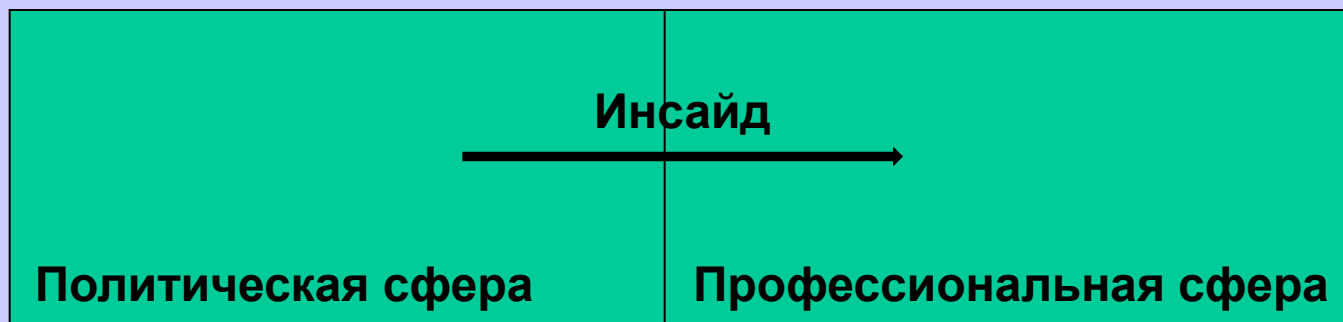 Инсайд
Политическая сфера
Профессиональная сфера